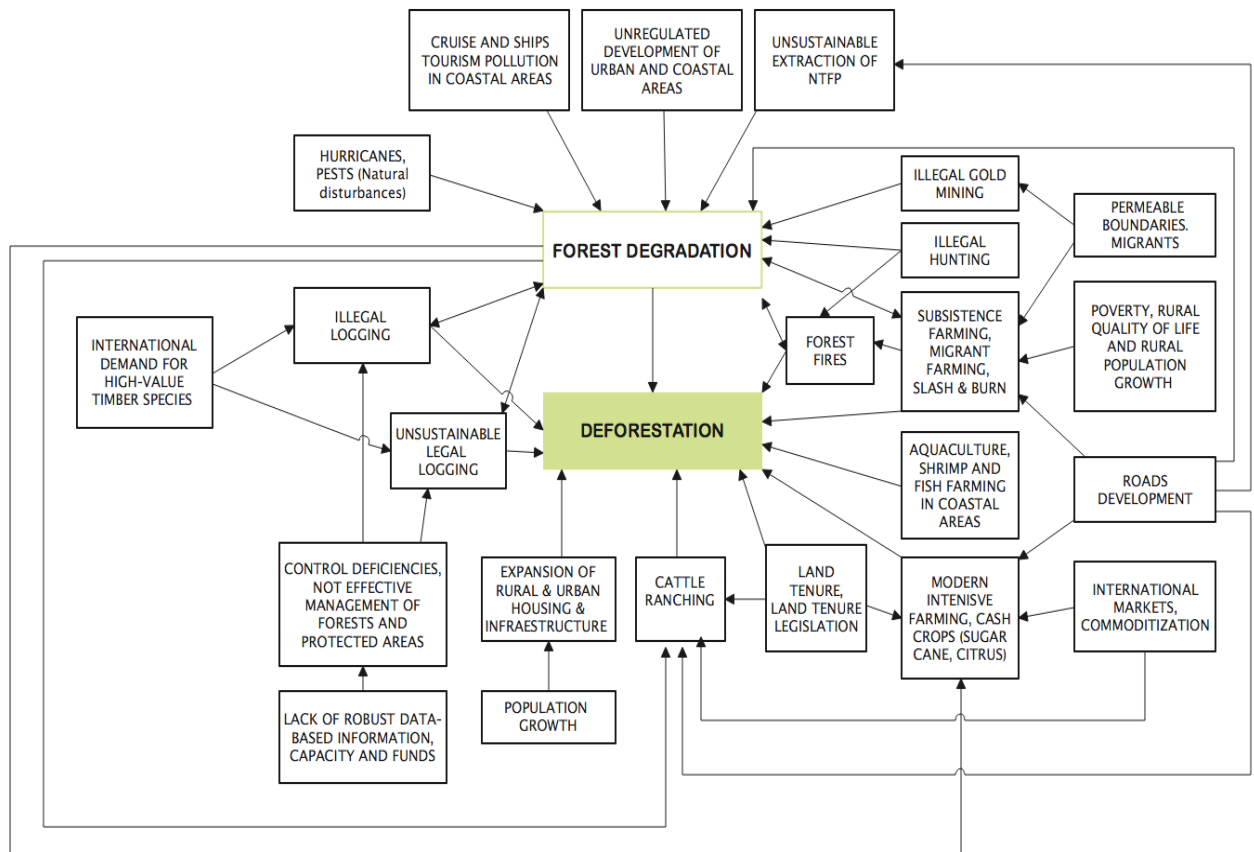 CRUISE AND SHIPS
TOURISM POLLUTION
IN COASTAL AREAS
UNREGULATED
DEVELOPMENT OF
URBAN AND COASTAL
AREAS
UNSUSTAINABLE
EXTRACTION OF
NTFP
HURRICANES,
PESTS (Natural
disturbances)
ILLEGAL GOLD
MINING
PERMEABLE
BOUNDARIES.
MIGRANTS
FOREST DEGRADATION
ILLEGAL
HUNTING
INTERNATIONAL
DEMAND FOR
HIGH-VALUE
TIMBER SPECIES
ILLEGAL
LOGGING
FOREST
FIRES
SUBSISTENCE
FARMING,
MIGRANT
FARMING,
SLASH & BURN
POVERTY, RURAL
QUALITY OF LIFE
AND RURAL
POPULATION
GROWTH
UNSUSTAINABLE
LEGAL
LOGGING
DEFORESTATION
AQUACULTURE,
SHRIMP AND
FISH FARMING
IN COASTAL
AREAS
ROADS
DEVELOPMENT
CONTROL DEFICIENCIES,
NOT EFFECTIVE
MANAGEMENT OF
FORESTS AND
PROTECTED AREAS
EXPANSION OF
RURAL & URBAN
HOUSING &
INFRAESTRUCTURE
CATTLE
RANCHING
LAND
TENURE,
LAND TENURE
LEGISLATION
MODERN
INTENISVE
FARMING, CASH
CROPS (SUGAR
CANE, CITRUS)
INTERNATIONAL
MARKETS,
COMMODITIZATION
LACK OF ROBUST DATA-
BASED INFORMATION,
CAPACITY AND FUNDS
POPULATION
GROWTH